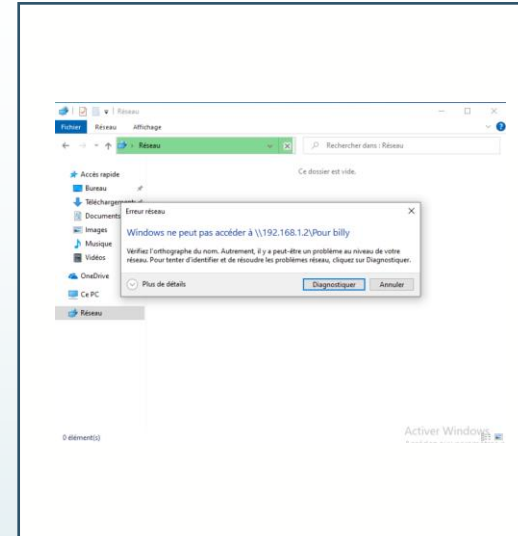 Réseau
Fichier Réseau Affichage
Réseau
Rechercher dans : Réseau
Accès rapide
Ce dossier est vide.
Bureau
Téléchargements
Documents
Erreur réseau
Images
Windows ne peut pas accéder à \\192.168.1.2\Pour billy
Musique
Vérifiez l'orthographe du nom. Autrement, il y a peut-être un problème au niveau de votre
Vidéos
réseau. Pour tenter d'identifier et de résoudre les problèmes réseau, cliquez sur Diagnostiquer.
OneDrive
Plus de détails
Diagnostiquer Annuler
Ce PC
Réseau
Activer Windows
0 élément(s)